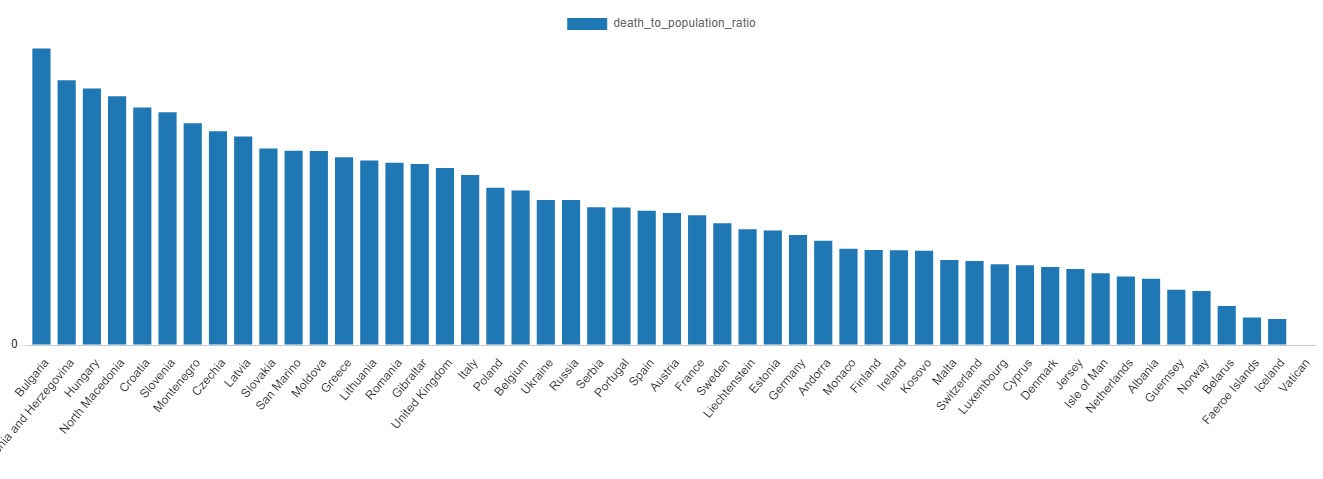 death_to_population_ratio
0
Bulgaria
nia and Herzegovina
Hungary
North Macedonia
Croatia
Slovenia
Montenegro
Czechia
Latvia
Slovakia
San Marino
Moldova
Greece
Lithuania
Romania
Gibraltar
United Kingdom
Italy
Poland
Belgium
Ukraine
Russia
Serbia
Portugal
Spain
Austria
France
Sweden
Liechtenstein
Estonia
Germany
Andorra
Monaco
Finland
Ireland
Kosovo
Malta
Switzerland
Luxembourg
Cyprus
Denmark
Jersey
Isle of Man
Netherlands
Albania
Guernsey
Norway
Belarus
Faeroe Islands
Iceland
Vatican